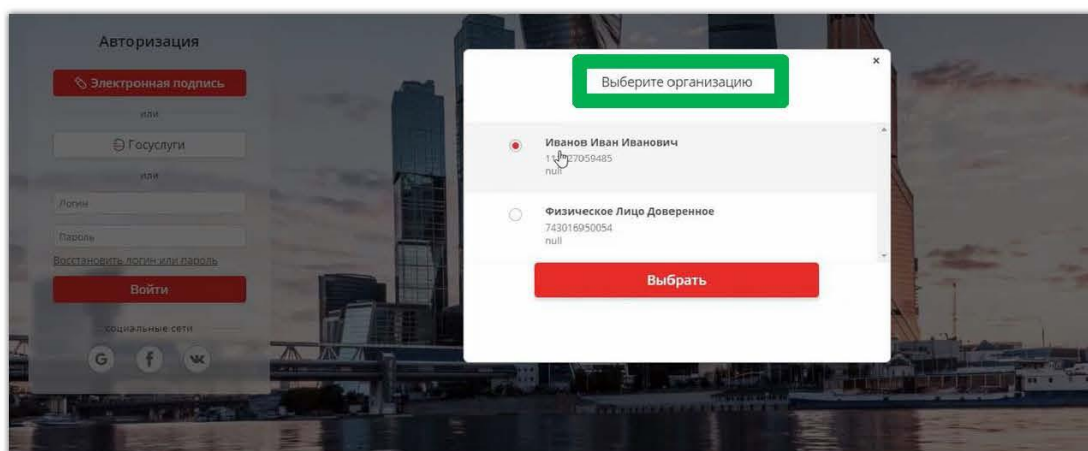 Авторизация
Электронная подпись
или
Госуслуги
или
Логин
Пароль
Восстановить логин или пароль
Войти
социальные сети
G f
Выберите организацию
×
Иванов Иван Иванович
null
Физическое Лицо Доверенное
743016950054
null
Выбрать